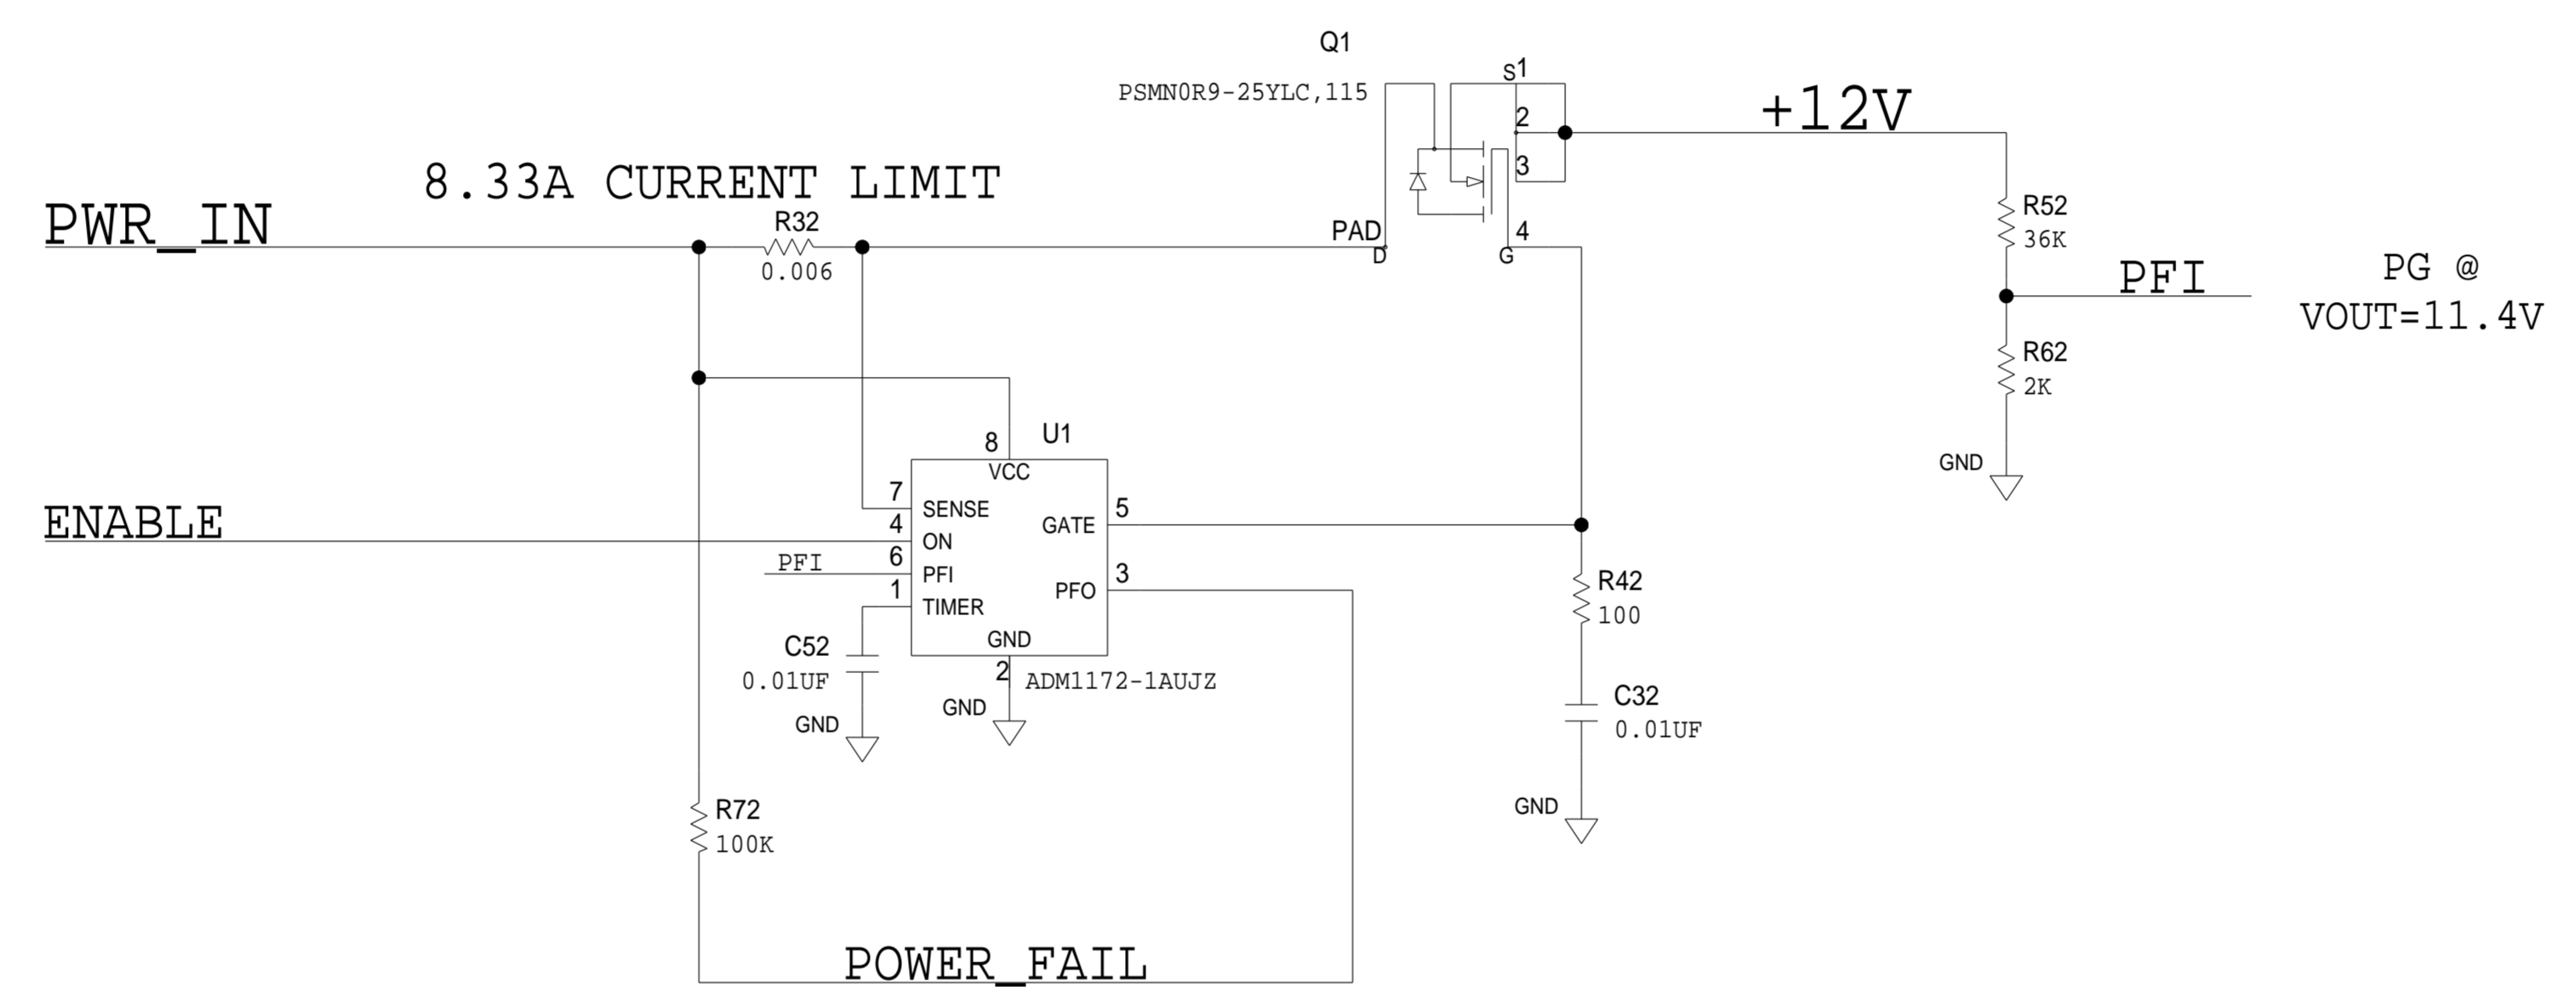 Q1
PSMN0R9-25YLC,115
S 1
2
3
+12V
8.33A CURRENT LIMIT
PWR_IN
R32
0.006
PAD
D
4
G
R52
36K
PFI
PG @
VOUT=11.4V
R62
2K
GND
8
U1
VCC
7
SENSE
ENABLE
4
ON
GATE
5
PFI
6
PFI
PFO
3
1
TIMER
GND
2
ADM1172-1AUJZ
GND
C52
0.01UF
GND
R42
100
C32
0.01UF
GND
R72
100K
POWER_FAIL